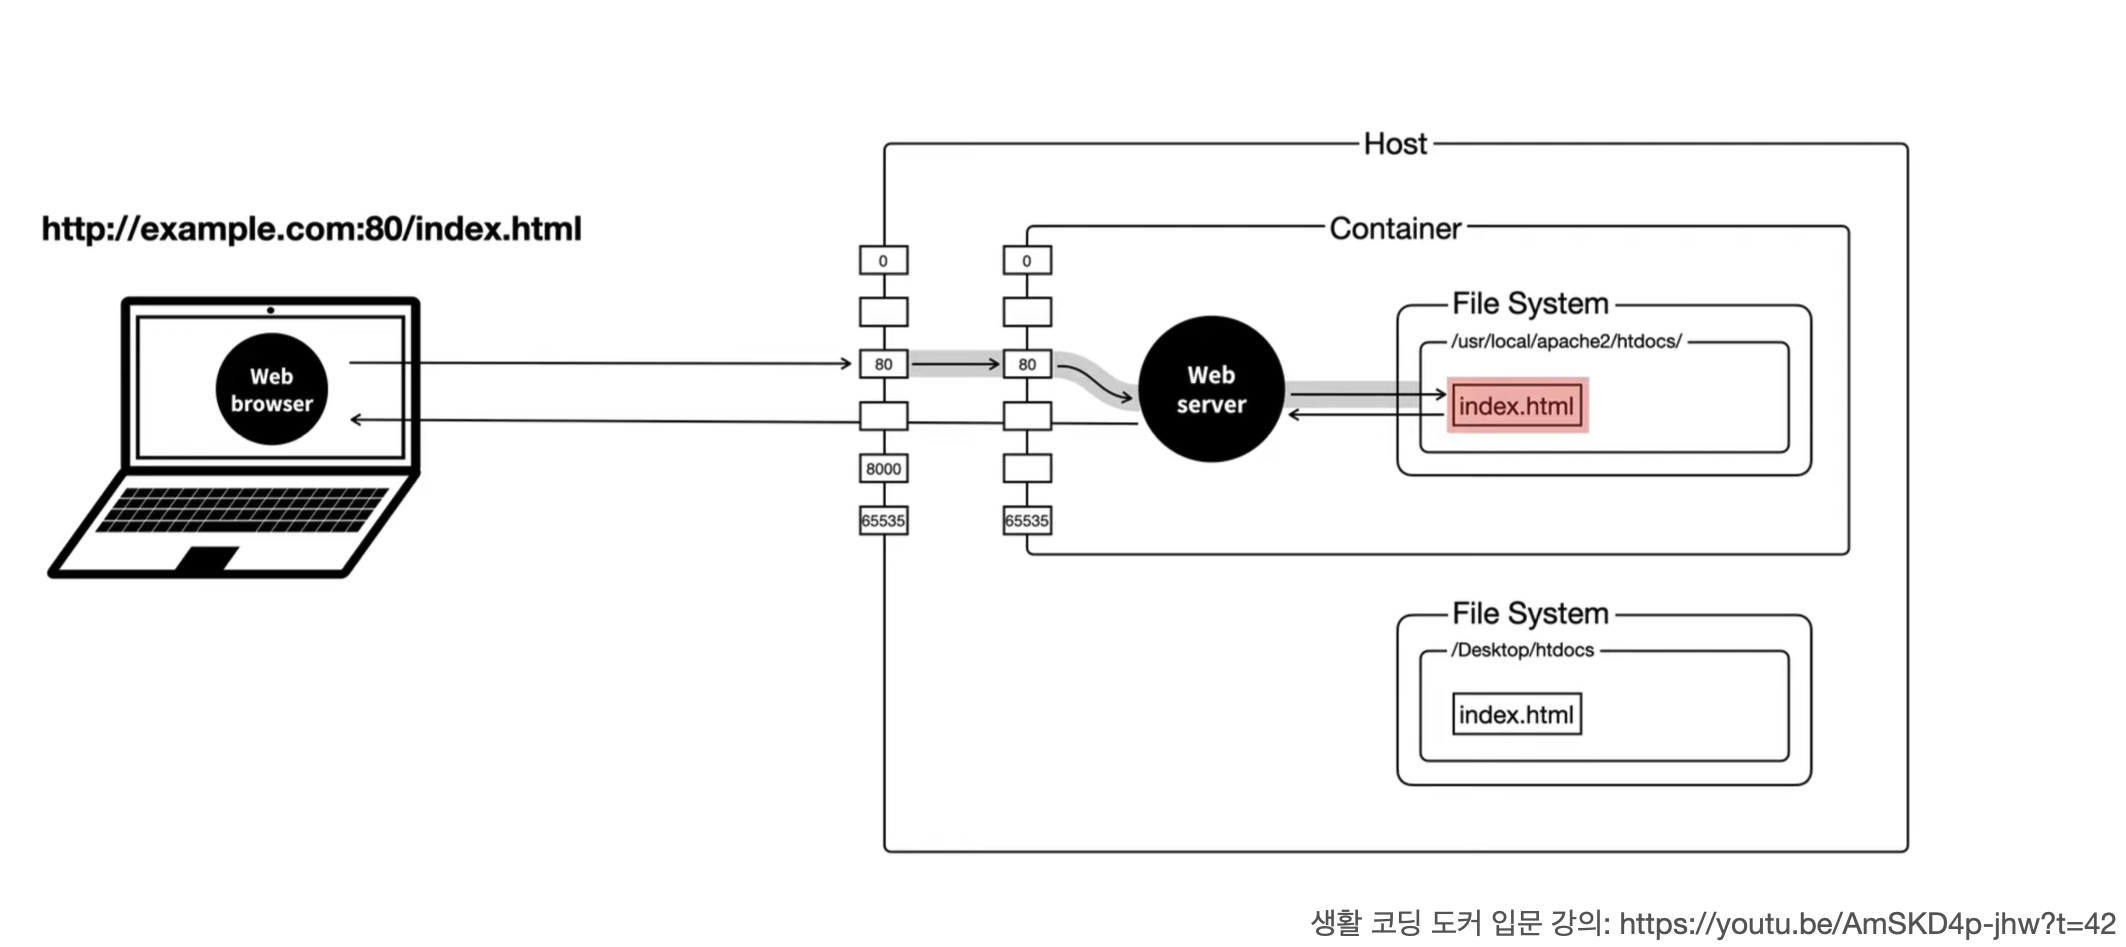 Host
http://example.com:80/index.html
Container
0
0
File System
/usr/local/apache2/htdocs/
80
80
Web
browser
Web
server
index.html
8000
65535
65535
File System
/Desktop/htdocs
index.html
생활 코딩 도커 입문 강의: https://youtu.be/AmSKD4p-jhw?t=42